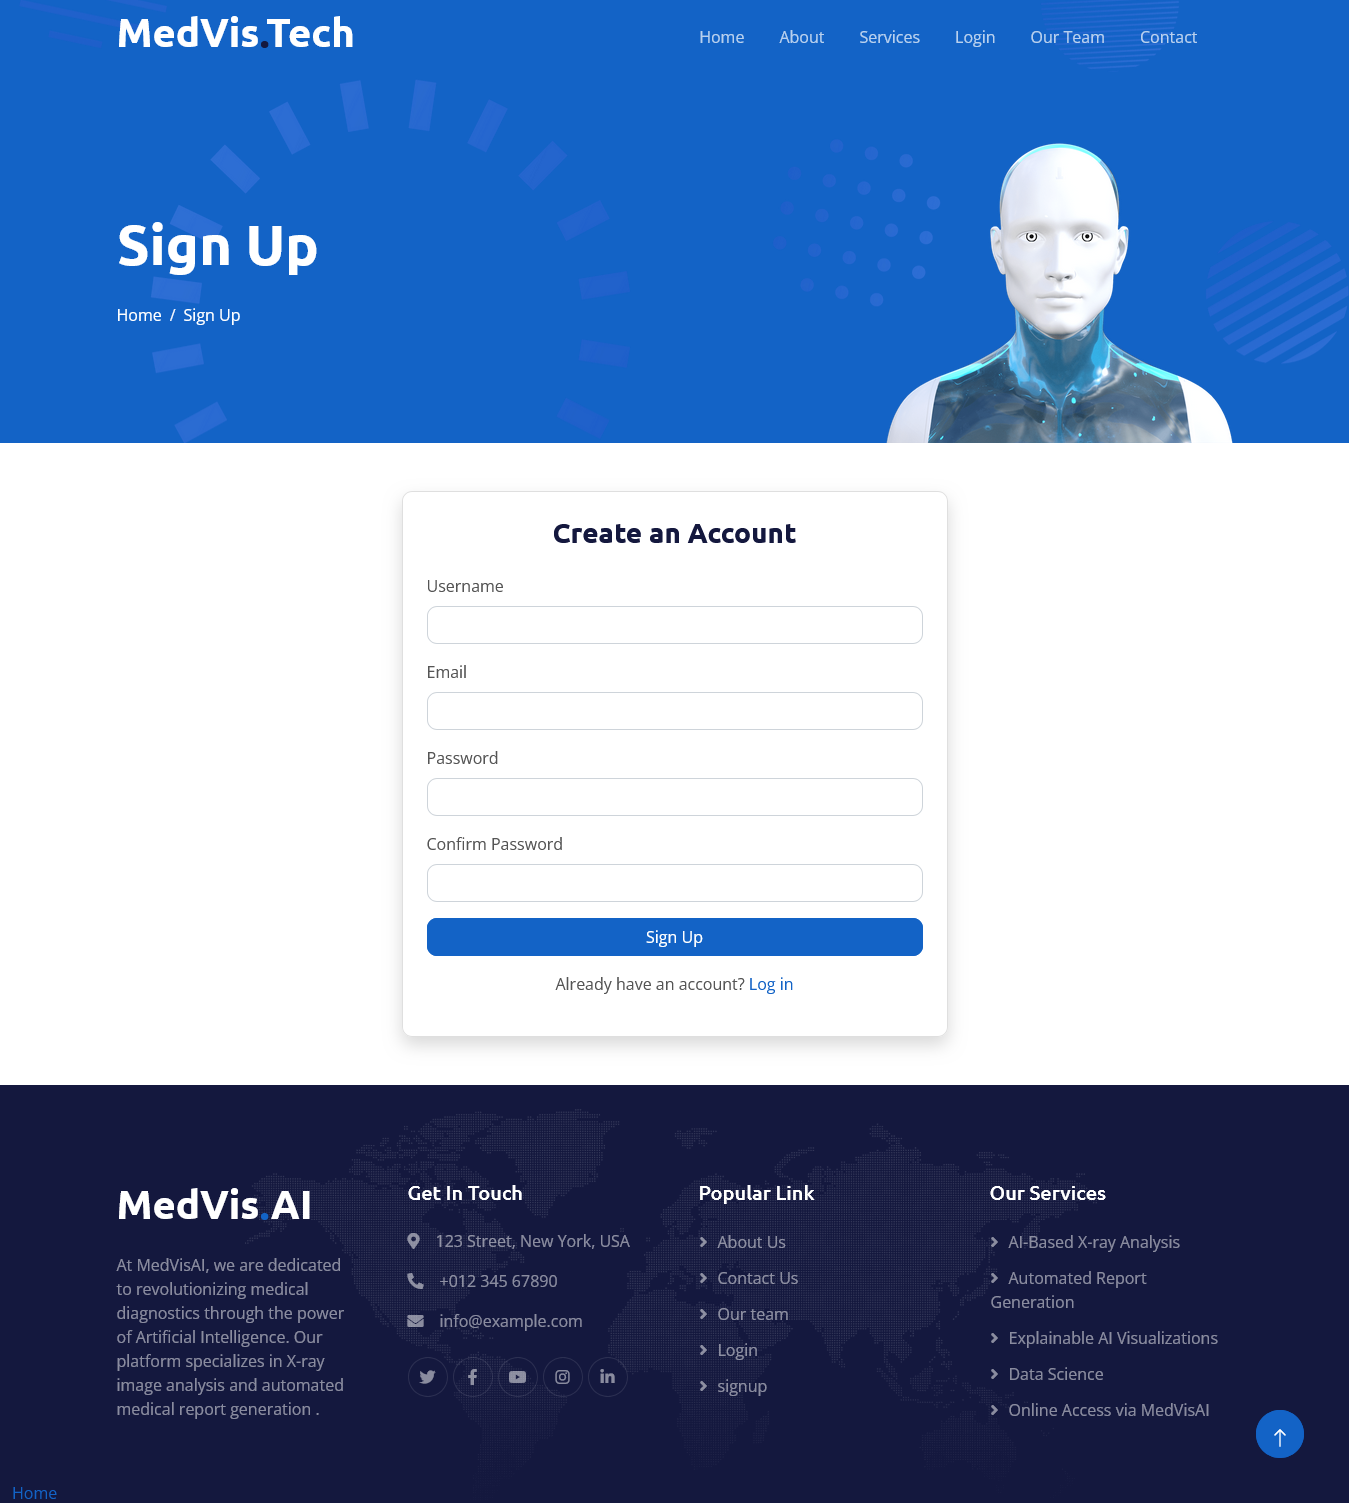 MedVis.Tech
Home About Services Login Our Team Contact
Sign Up
Home / Sign Up
Create an Account
Username
Email
Password
Confirm Password
Sign Up
Already have an account? Log in
MedVis.AI
At MedVisAI, we are dedicated
to revolutionizing medical
diagnostics through the power
of Artificial Intelligence. Our
platform specializes in X-ray
image analysis and automated
medical report generation .
Get In Touch
123 Street, New York, USA
+012 345 67890
info@example.com
Popular Link
About Us
Contact Us
Our team
Login
signup
Our Services
AI-Based X-ray Analysis
Automated Report
Generation
Explainable AI Visualizations
Data Science
Online Access via MedVisAI
Home